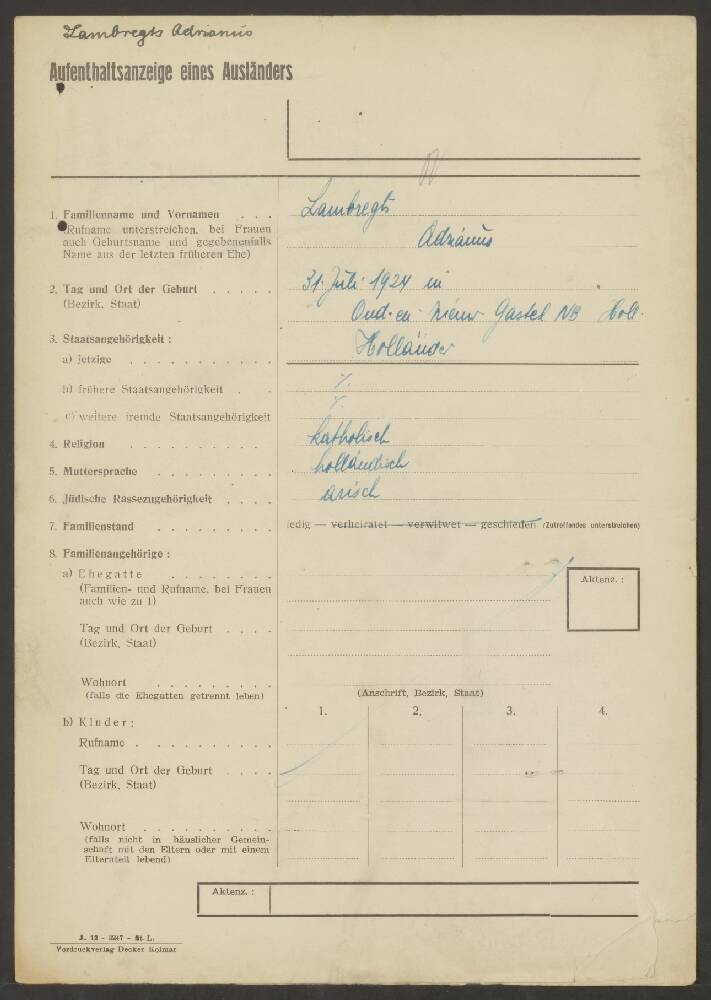 Lambregts Adrianus
Aufenthaltsanzeige eines Ausländers
1. Familienname und Vornamen . . .
(Rufname unterstreichen, bei Frauen
auch Geburtsname und gegebenenfalls
Name aus der letzten früheren Ehe)
Lambregts
Adrianus
2. Tag und Ort der Geburt . . . . .
(Bezirk, Staat)
31. Juli 1924 in
Oud. en Nieuw Gastel NB Holl.
3. Staatsangehörigkeit :
a) jetzige . . . . . . . . . .
Holländer
b) frühere Staatsangehörigkeit . .
c) weitere fremde Staatsangehörigkeit
4. Religion . . . . . . . . . .
katholisch
5. Muttersprache . . . . . . . .
holländisch
6. Jüdische Rassezugehörigkeit . . . .
arisch
7. Familienstand . . . . . . . .
ledig — verheiratet — verwitwet — geschieden (Zutreffendes unterstreichen)
8. Familienangehörige :
a) Ehegatte . . . . . . .
(Familien- und Rufname, bei Frauen
auch wie zu 1)
Aktenz. :
Tag und Ort der Geburt . . . .
(Bezirk, Staat)
Wohnort . . . . . . . . .
(falls die Ehegatten getrennt leben)
(Anschrift, Bezirk, Staat)
b) Kinder:
1. 2. 3. 4.
Rufname . . . . . . . . . .
Tag und Ort der Geburt . . . .
(Bezirk, Staat)
Wohnort . . . . . . . . .
(falls nicht in häuslicher Gemein-
schaft mit den Eltern oder mit einem
Elternteil lebend)
Aktenz. :
Vordruckverlag Decker Kolmar